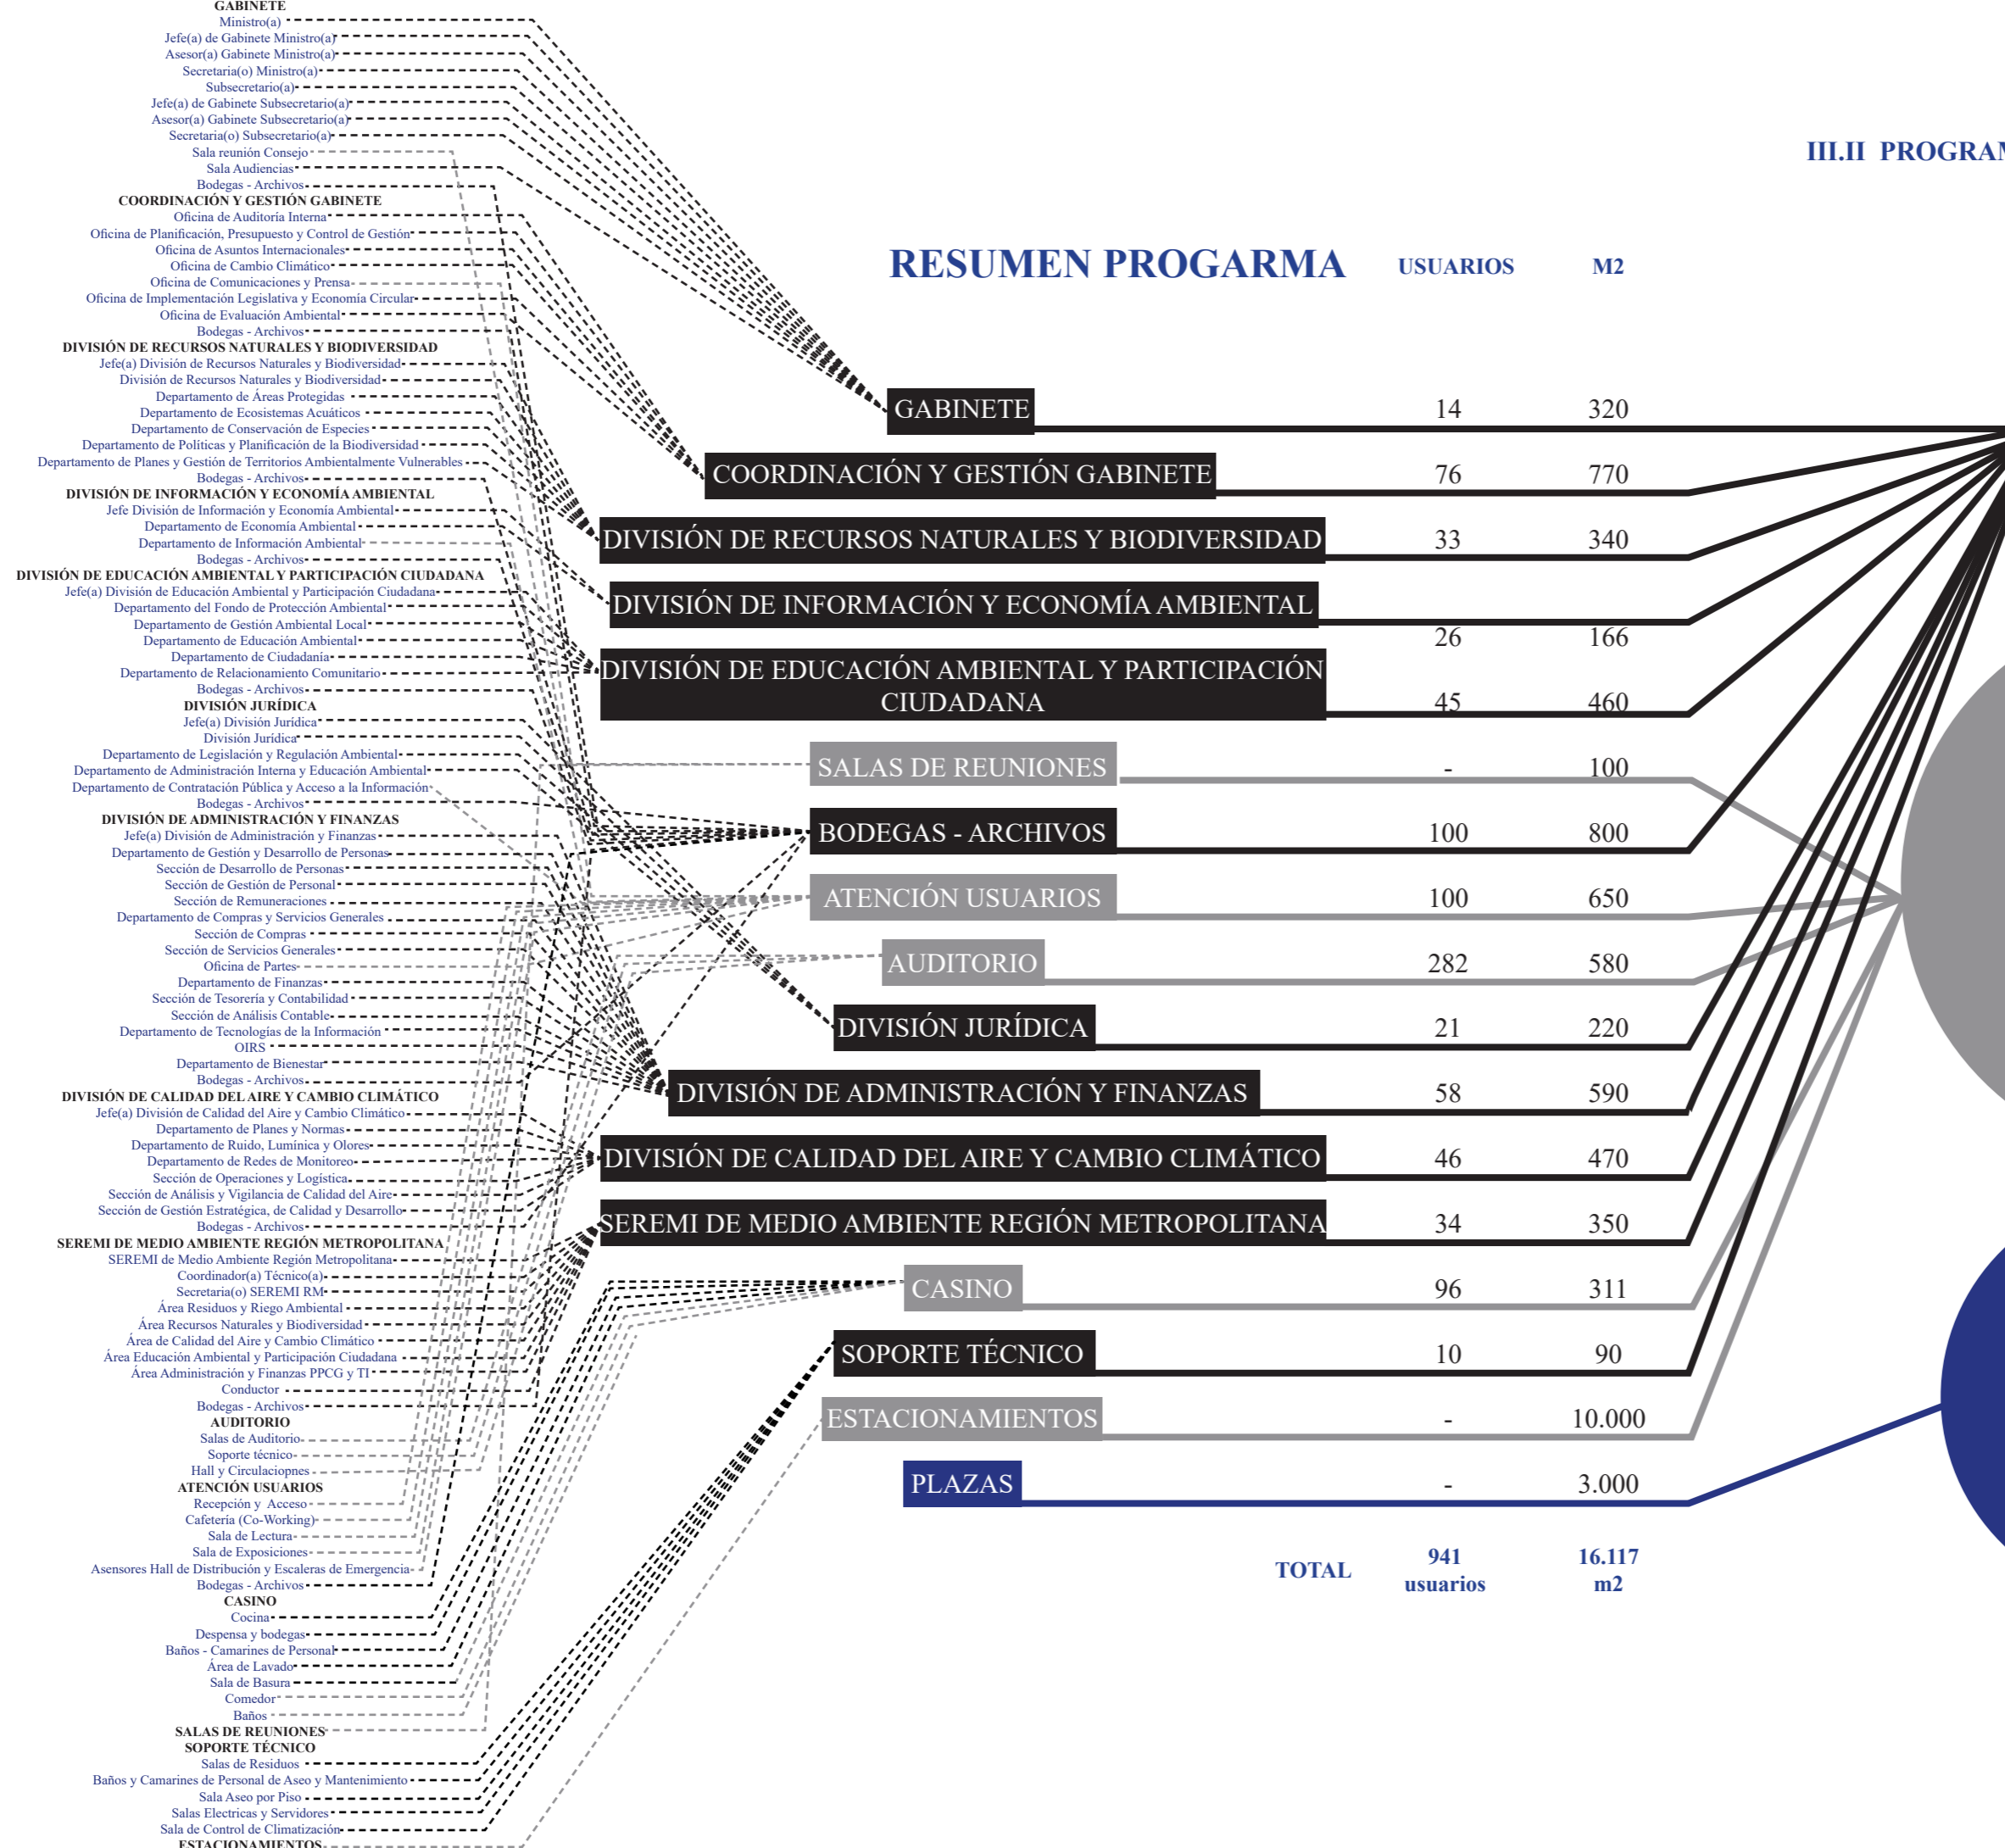 GABINETE
Ministro(a)
Jefe(a) de Gabinete Ministro(a)
Asesor(a) Gabinete Ministro(a)
Secretaria(o) Ministro(a)
Subsecretario(a)
Jefe(a) de Gabinete Subsecretario(a)
Asesor(a) Gabinete Subsecretario(a)
Secretaria(o) Subsecretario(a)
Sala reunión Consejo
Sala Audiencias
Bodegas - Archivos
COORDINACIÓN Y GESTIÓN GABINETE
Oficina de Auditoría Interna
Oficina de Planificación, Presupuesto y Control de Gestión
Oficina de Asuntos Internacionales
Oficina de Cambio Climático
Oficina de Comunicaciones y Prensa
Oficina de Implementación Legislativa y Economía Circular
Oficina de Evaluación Ambiental
Bodegas - Archivos
DIVISIÓN DE RECURSOS NATURALES Y BIODIVERSIDAD
Jefe(a) División de Recursos Naturales y Biodiversidad
División de Recursos Naturales y Biodiversidad
Departamento de Áreas Protegidas
Departamento de Ecosistemas Acuáticos
Departamento de Conservación de Especies
Departamento de Políticas y Planificación de la Biodiversidad
Departamento de Planes y Gestión de Territorios Ambientalmente Vulnerables
Bodegas - Archivos
DIVISIÓN DE INFORMACIÓN Y ECONOMÍA AMBIENTAL
Jefe División de Información y Economía Ambiental
Departamento de Economía Ambiental
Departamento de Información Ambiental
Bodegas - Archivos
DIVISIÓN DE EDUCACIÓN AMBIENTAL Y PARTICIPACIÓN CIUDADANA
Jefe(a) División de Educación Ambiental y Participación Ciudadana
Departamento del Fondo de Protección Ambiental
Departamento de Gestión Ambiental Local
Departamento de Educación Ambiental
Departamento de Ciudadanía
Departamento de Relacionamiento Comunitario
Bodegas - Archivos
DIVISIÓN JURÍDICA
Jefe(a) División Jurídica
División Jurídica
Departamento de Legislación y Regulación Ambiental
Departamento de Administración Interna y Educación Ambiental
Departamento de Contratación Pública y Acceso a la Información
Bodegas - Archivos
DIVISIÓN DE ADMINISTRACIÓN Y FINANZAS
Jefe(a) División de Administración y Finanzas
Departamento de Gestión y Desarrollo de Personas
Sección de Desarrollo de Personas
Sección de Gestión de Personal
Sección de Remuneraciones
Departamento de Compras y Servicios Generales
Sección de Compras
Sección de Servicios Generales
Oficina de Partes
Departamento de Finanzas
Sección de Tesorería y Contabilidad
Sección de Análisis Contable
Departamento de Tecnologías de la Información
OIRS
Departamento de Bienestar
Bodegas - Archivos
DIVISIÓN DE CALIDAD DEL AIRE Y CAMBIO CLIMÁTICO
Jefe(a) División de Calidad del Aire y Cambio Climático
Departamento de Planes y Normas
Departamento de Ruido, Lumínica y Olores
Departamento de Redes de Monitoreo
Sección de Operaciones y Logística
Sección de Análisis y Vigilancia de Calidad del Aire
Sección de Gestión Estratégica, de Calidad y Desarrollo
Bodegas - Archivos
SEREMI DE MEDIO AMBIENTE REGIÓN METROPOLITANA
SEREMI de Medio Ambiente Región Metropolitana
Coordinador(a) Técnico(a)
Secretaria(o) SEREMI RM
Área Residuos y Riego Ambiental
Área Recursos Naturales y Biodiversidad
Área de Calidad del Aire y Cambio Climático
Área Educación Ambiental y Participación Ciudadana
Área Administración y Finanzas PPCG y TI
Conductor
Bodegas - Archivos
AUDITORIO
Salas de Auditorio
Soporte técnico
Hall y Circulaciopnes
ATENCIÓN USUARIOS
Recepción y Acceso
Cafetería (Co-Working)
Sala de Lectura
Sala de Exposiciones
Asensores Hall de Distribución y Escaleras de Emergencia
Bodegas - Archivos
CASINO
Cocina
Despensa y bodegas
Baños - Camarines de Personal
Área de Lavado
Sala de Basura
Comedor
Baños
SALAS DE REUNIONES
SOPORTE TÉCNICO
Salas de Residuos
Baños y Camarines de Personal de Aseo y Mantenimiento
Sala Aseo por Piso
Salas Electricas y Servidores
Sala de Control de Climatización
ESTACIONAMIENTOS
III.II PROGRAM
RESUMEN PROGARMA USUARIOS M2
GABINETE 14 320
COORDINACIÓN Y GESTIÓN GABINETE 76 770
DIVISIÓN DE RECURSOS NATURALES Y BIODIVERSIDAD 33 340
DIVISIÓN DE INFORMACIÓN Y ECONOMÍA AMBIENTAL
26 166
DIVISIÓN DE EDUCACIÓN AMBIENTAL Y PARTICIPACIÓN
CIUDADANA 45 460
SALAS DE REUNIONES - 100
BODEGAS - ARCHIVOS 100 800
ATENCIÓN USUARIOS 100 650
AUDITORIO 282 580
DIVISIÓN JURÍDICA 21 220
DIVISIÓN DE ADMINISTRACIÓN Y FINANZAS 58 590
DIVISIÓN DE CALIDAD DEL AIRE Y CAMBIO CLIMÁTICO 46 470
SEREMI DE MEDIO AMBIENTE REGIÓN METROPOLITANA 34 350
CASINO 96 311
SOPORTE TÉCNICO 10 90
ESTACIONAMIENTOS - 10.000
PLAZAS - 3.000
TOTAL 941 16.117
usuarios m2